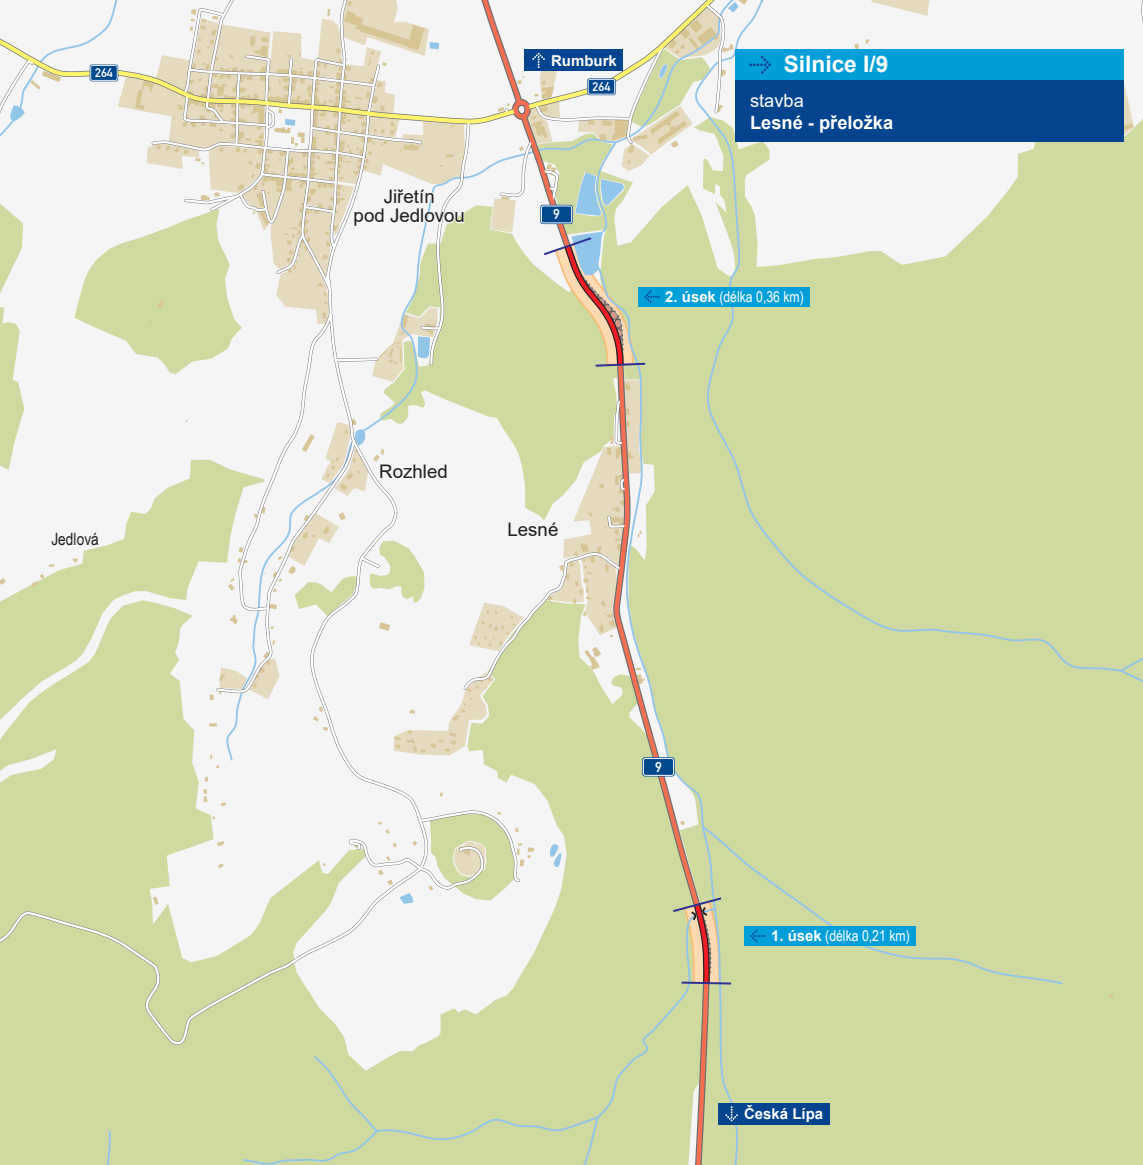 Rumburk
Silnice I/9
264
264
stavba
Lesné - přeložka
Jiřetín
pod Jedlovou
9
2. úsek (délka 0,36 km)
Rozhled
Lesné
Jedlová
9
1. úsek (délka 0,21 km)
Česká Lípa